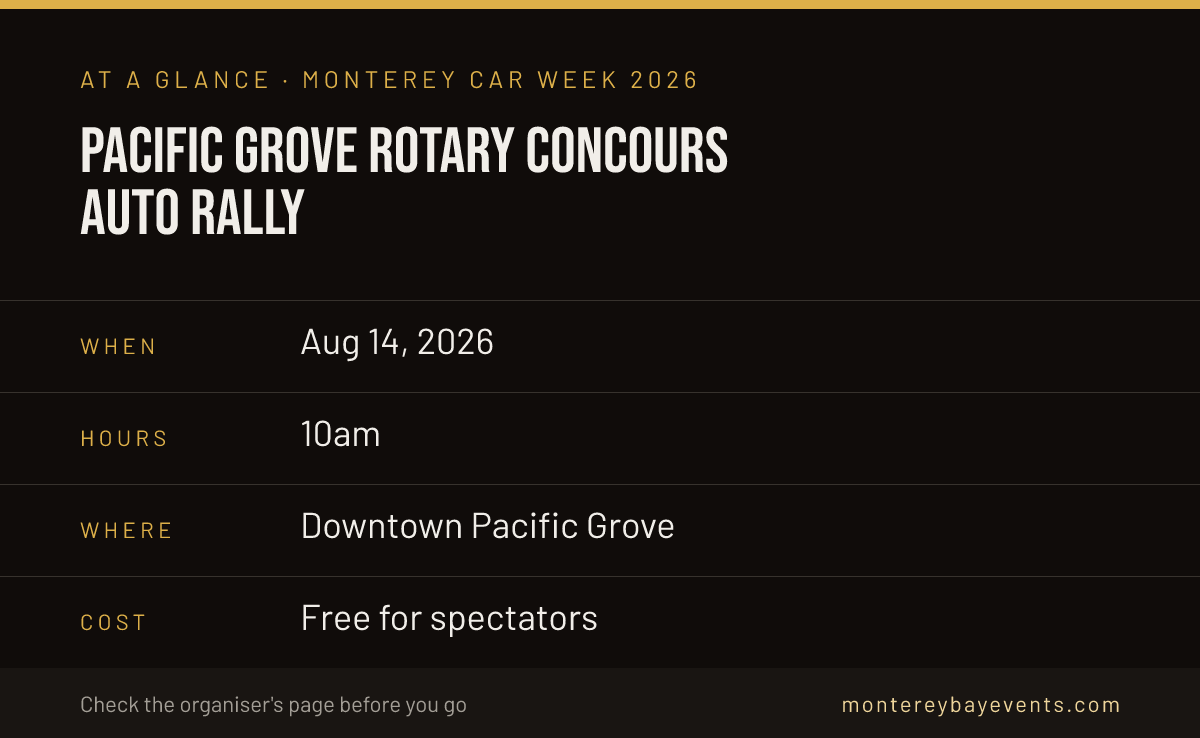 AT A GLANCE · MONTEREY CAR WEEK 2026
PACIFIC GROVE ROTARY CONCOURS
AUTO RALLY
WHEN Aug 14, 2026
HOURS 10am
WHERE Downtown Pacific Grove
COST Free for spectators
Check the organiser's page before you go montereybayevents.com